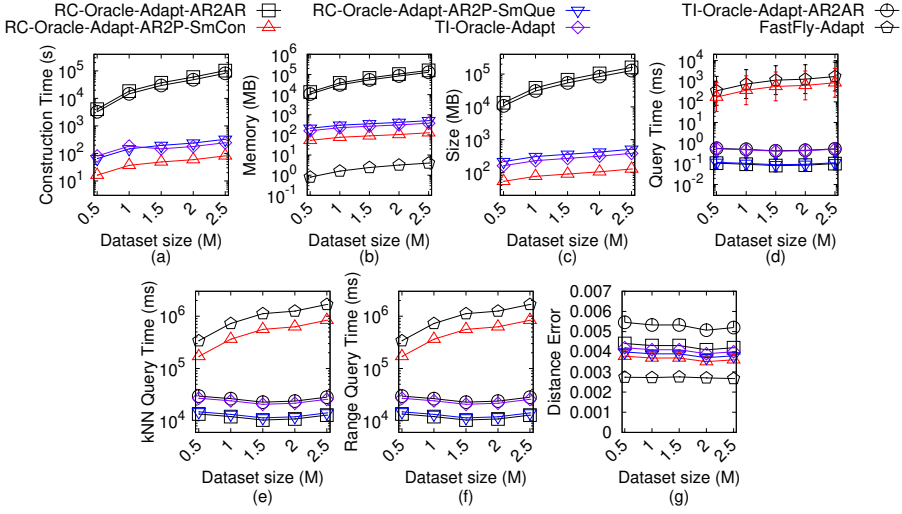 RC-Oracle-Adapt-AR2AR RC-Oracle-Adapt-AR2P-SmQue TI-Oracle-Adapt-AR2AR
RC-Oracle-Adapt-AR2P-SmCon TI-Oracle-Adapt FastFly-Adapt
Construction Time (s)
10^5
10^4
10^3
10^2
10^1
0.5 1 1.5 2 2.5
Dataset size (M)
(a)
Memory (MB)
10^6
10^5
10^4
10^3
10^2
10^1
10^0
10^-1
0.5 1 1.5 2 2.5
Dataset size (M)
(b)
Size (MB)
10^5
10^4
10^3
10^2
0.5 1 1.5 2 2.5
Dataset size (M)
(c)
Query Time (ms)
10^4
10^3
10^2
10^1
10^0
10^-1
10^-2
0.5 1 1.5 2 2.5
Dataset size (M)
(d)
kNN Query Time (ms)
10^6
10^5
10^4
0.5 1 1.5 2 2.5
Dataset size (M)
(e)
Range Query Time (ms)
10^6
10^5
10^4
0.5 1 1.5 2 2.5
Dataset size (M)
(f)
Distance Error
0.007
0.006
0.005
0.004
0.003
0.002
0.001
0
0.5 1 1.5 2 2.5
Dataset size (M)
(g)